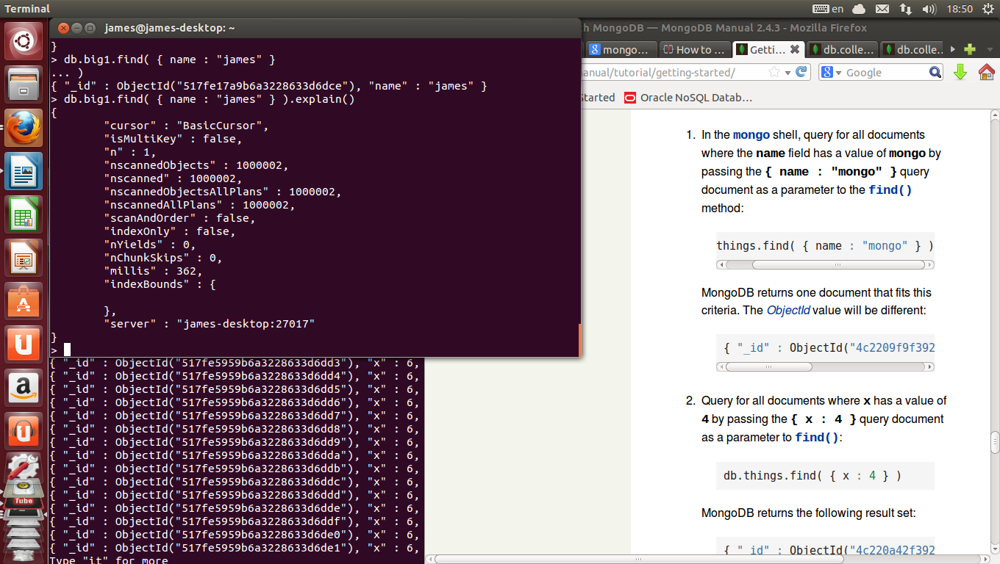 Terminal
en
18:50
james@james-desktop: ~
}
> db.big1.find( { name : "james" }
... )
{ "_id" : ObjectId("517fe17a9b6a3228633d6dce"), "name" : "james" }
> db.big1.find( { name : "james" } ).explain()
{
"cursor" : "BasicCursor",
"isMultiKey" : false,
"n" : 1,
"nscannedObjects" : 1000002,
"nscanned" : 1000002,
"nscannedObjectsAllPlans" : 1000002,
"nscannedAllPlans" : 1000002,
"scanAndOrder" : false,
"indexOnly" : false,
"nYields" : 0,
"nChunkSkips" : 0,
"millis" : 362,
"indexBounds" : {
},
"server" : "james-desktop:27017"
}
>
{ "_id" : ObjectId("517fe5959b6a3228633d6dd3"), "x" : 6,
{ "_id" : ObjectId("517fe5959b6a3228633d6dd4"), "x" : 6,
{ "_id" : ObjectId("517fe5959b6a3228633d6dd5"), "x" : 6,
{ "_id" : ObjectId("517fe5959b6a3228633d6dd6"), "x" : 6,
{ "_id" : ObjectId("517fe5959b6a3228633d6dd7"), "x" : 6,
{ "_id" : ObjectId("517fe5959b6a3228633d6dd8"), "x" : 6,
{ "_id" : ObjectId("517fe5959b6a3228633d6dd9"), "x" : 6,
{ "_id" : ObjectId("517fe5959b6a3228633d6dda"), "x" : 6,
{ "_id" : ObjectId("517fe5959b6a3228633d6ddb"), "x" : 6,
{ "_id" : ObjectId("517fe5959b6a3228633d6ddc"), "x" : 6,
{ "_id" : ObjectId("517fe5959b6a3228633d6ddd"), "x" : 6,
{ "_id" : ObjectId("517fe5959b6a3228633d6dde"), "x" : 6,
{ "_id" : ObjectId("517fe5959b6a3228633d6ddf"), "x" : 6,
{ "_id" : ObjectId("517fe5959b6a3228633d6de0"), "x" : 6,
{ "_id" : ObjectId("517fe5959b6a3228633d6de1"), "x" : 6,
Type "it" for more
Tube
th MongoDB — MongoDB Manual 2.4.3 - Mozilla Firefox
mongo... How to ... Getti... db.colle... db.colle...
anual/tutorial/getting-started/
Google
Started Oracle NoSQL Datab...
1. In the mongo shell, query for all documents
where the name field has a value of mongo by
passing the { name : "mongo" } query
document as a parameter to the find()
method:
things.find( { name : "mongo" } )
MongoDB returns one document that fits this
criteria. The ObjectId value will be different:
{ "_id" : ObjectId("4c2209f9f392
2. Query for all documents where x has a value of
4 by passing the { x : 4 } query document
as a parameter to find():
db.things.find( { x : 4 } )
MongoDB returns the following result set:
{ "_id" : ObjectId("4c220a42f392